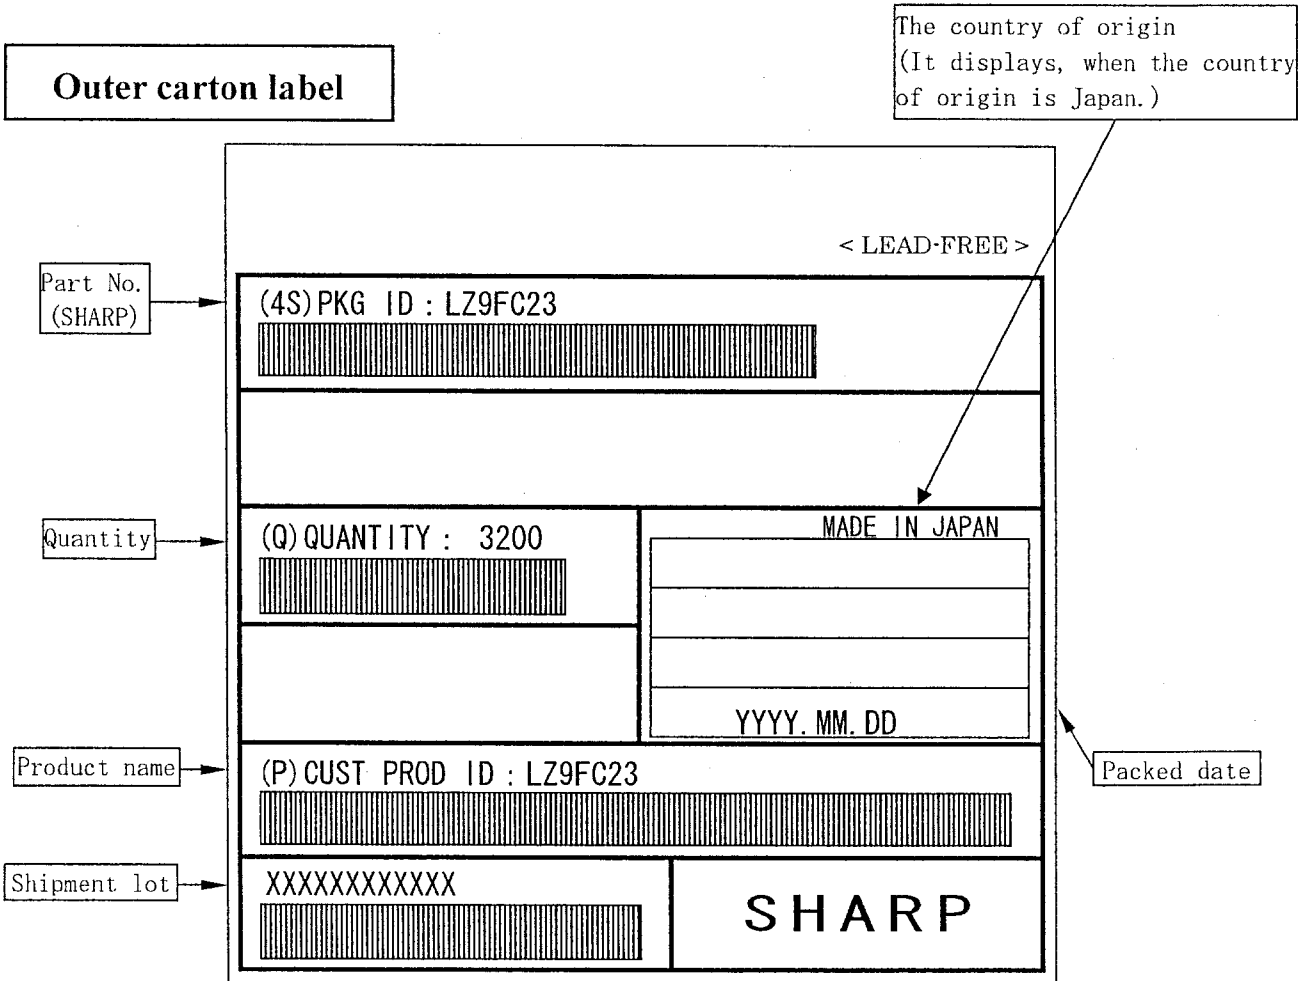 The country of origin
(It displays, when the country
of origin is Japan.)
Outer carton label
< LEAD-FREE >
Part No.
(SHARP)
(4S)PKG ID : LZ9FC23
Quantity
(Q)QUANTITY : 3200
MADE IN JAPAN
YYYY.MM.DD
Packed date
Product name
(P)CUST PROD ID : LZ9FC23
Shipment lot
XXXXXXXXXXXX
SHARP